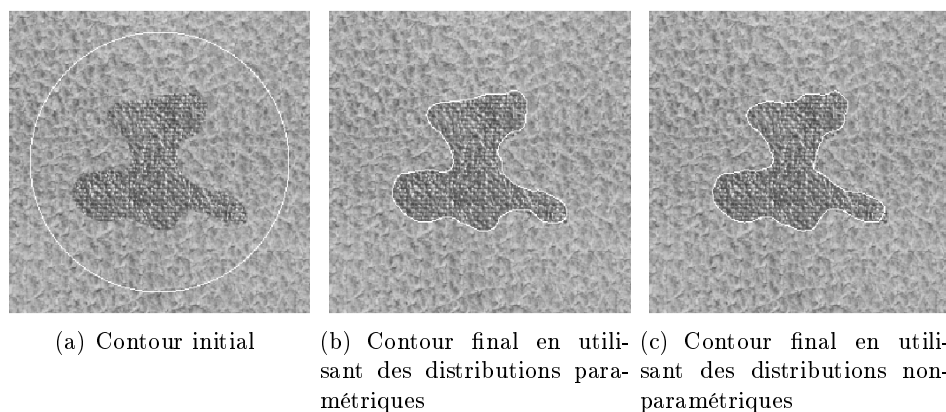 (a) Contour initial
(b) Contour final en utili-
sant des distributions para-
métriques
(c) Contour final en utili-
sant des distributions non-
paramétriques